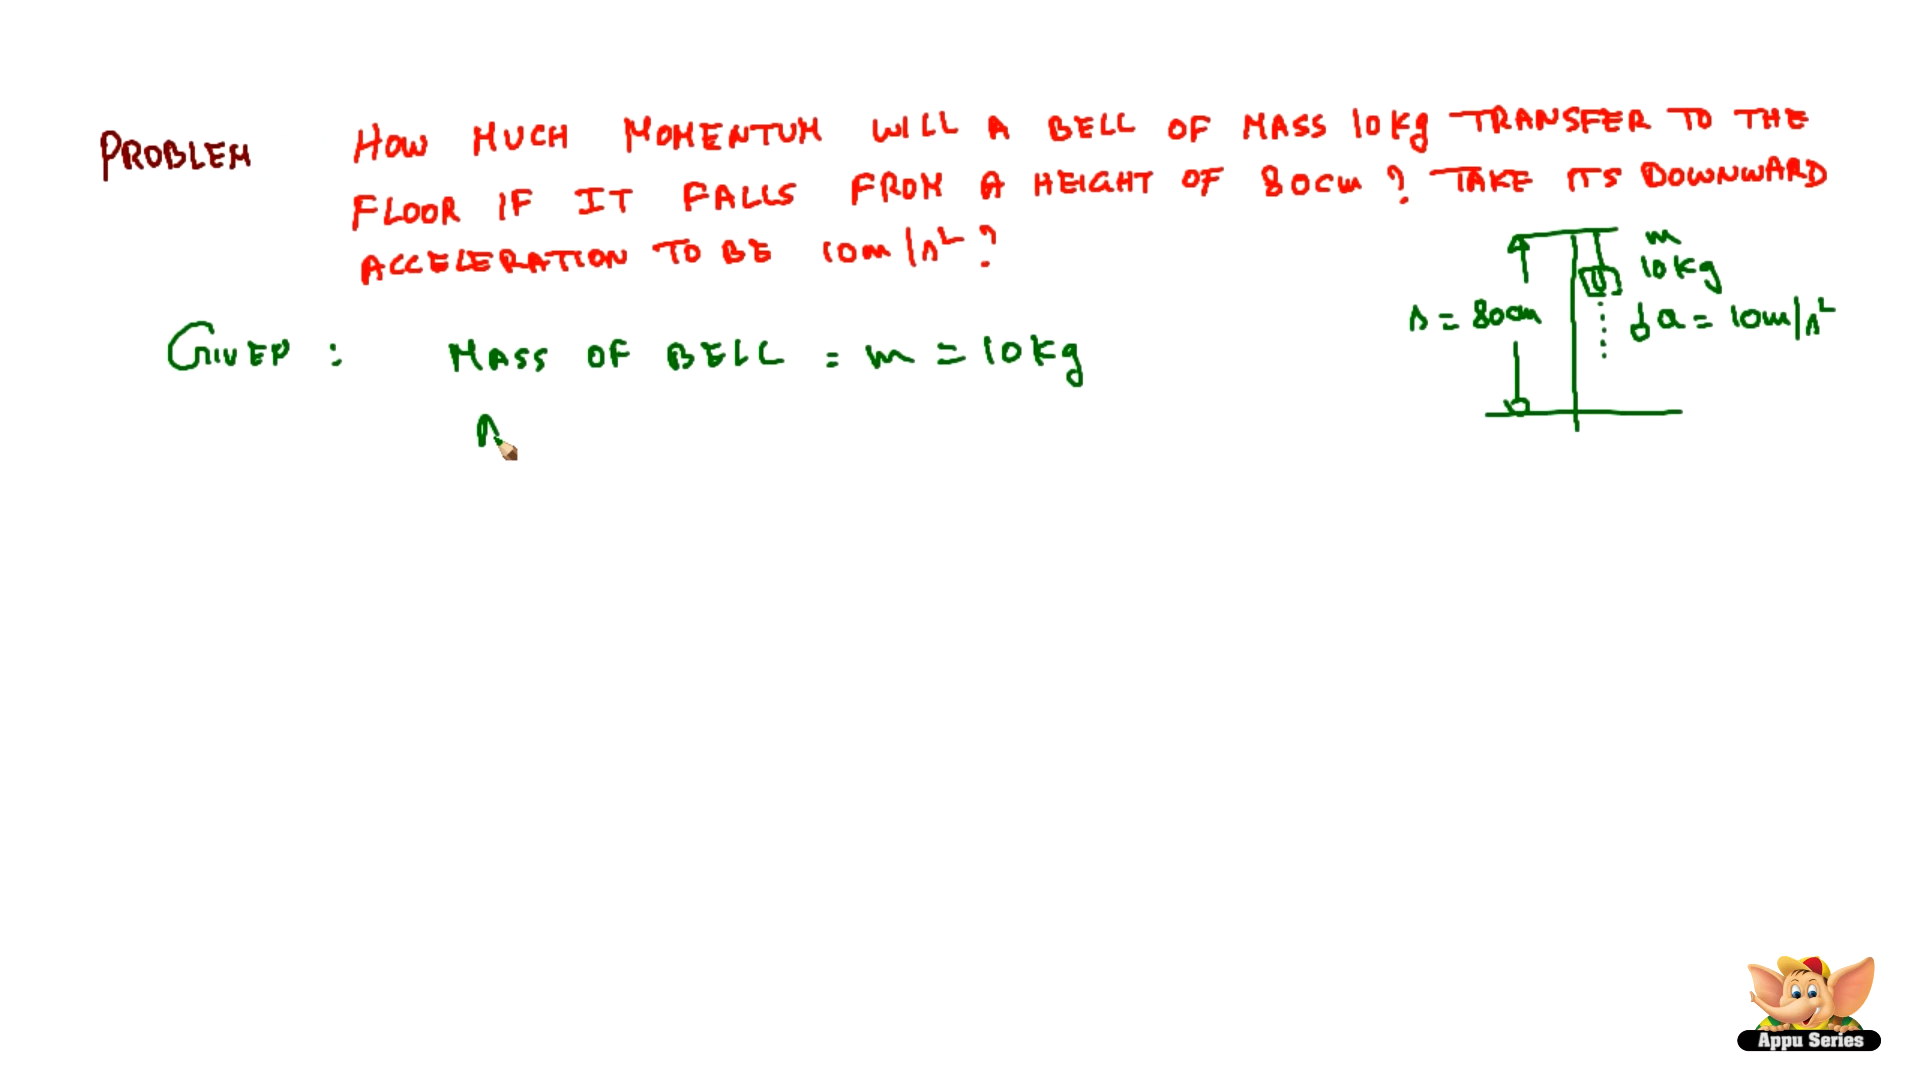 PROBLEM HOW MUCH MOMENTUM WILL A BELL OF MASS 10kg TRANSFER TO THE
FLOOR IF IT FALLS FROM A HEIGHT OF 80cm? TAKE ITS DOWNWARD
ACCELERATION TO BE 10m/s²?
m
10kg
s = 80cm
a = 10m/s²
GIVEN : MASS OF BELL = m = 10kg
Appu Series